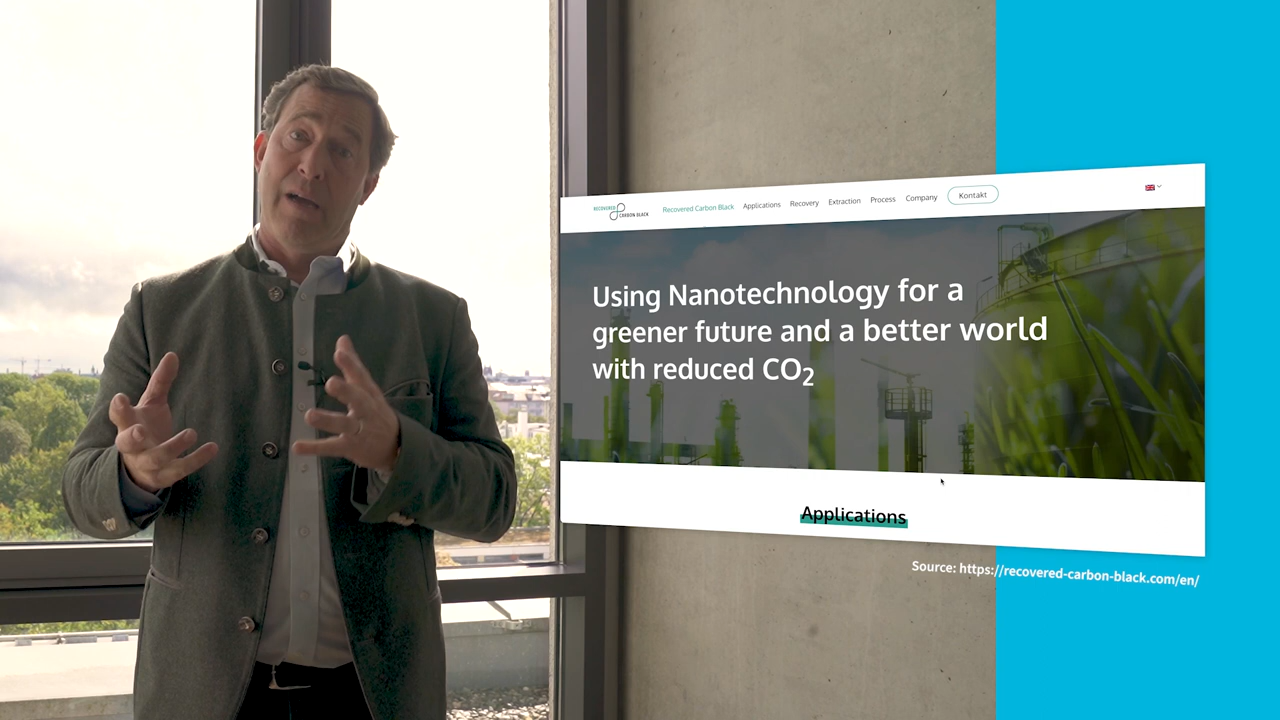 RECOVERED
CARBON BLACK
Recovered Carbon Black Applications Recovery Extraction Process Company Kontakt
Using Nanotechnology for a
greener future and a better world
with reduced CO₂
Applications
Source: https://recovered-carbon-black.com/en/